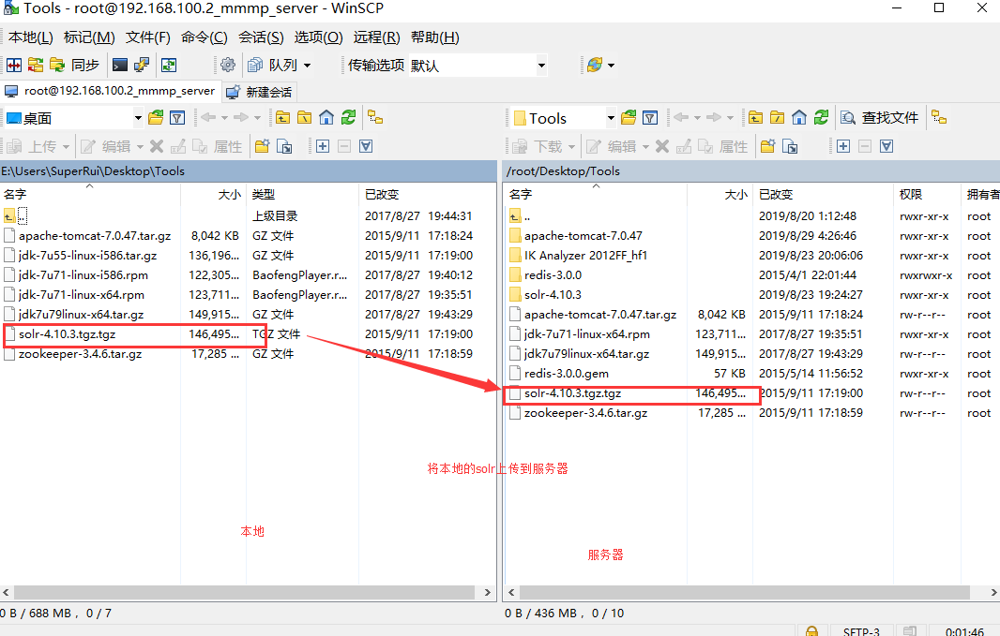 Tools - root@192.168.100.2_mmmp_server - WinSCP
本地(L) 标记(M) 文件(F) 命令(C) 会话(S) 选项(O) 远程(R) 帮助(H)
同步 队列 传输选项 默认
root@192.168.100.2_mmmp_server 新建会话
桌面 Tools 查找文件
上传 编辑 属性 下载 编辑 属性
E:\Users\SuperRui\Desktop\Tools
名字 大小 类型 已改变
.. 上级目录 2017/8/27 19:44:31
apache-tomcat-7.0.47.tar.gz 8,042 KB GZ 文件 2015/9/11 17:18:24
jdk-7u55-linux-i586.tar.gz 136,196... GZ 文件 2015/9/11 17:19:00
jdk-7u71-linux-i586.rpm 122,305... BaofengPlayer.r... 2017/8/27 19:40:12
jdk-7u71-linux-x64.rpm 123,711... BaofengPlayer.r... 2017/8/27 19:35:51
jdk7u79linux-x64.tar.gz 149,915... GZ 文件 2017/8/27 19:43:29
solr-4.10.3.tgz.tgz 146,495... TGZ 文件 2015/9/11 17:19:00
zookeeper-3.4.6.tar.gz 17,285 ... GZ 文件 2015/9/11 17:18:59
/root/Desktop/Tools
名字 大小 已改变 权限 拥有者
.. 2019/8/20 1:12:48 rwxr-xr-x root
apache-tomcat-7.0.47 2019/8/29 4:26:46 rwxr-xr-x root
IK Analyzer 2012FF_hf1 2019/8/23 20:06:06 rwxr-xr-x root
redis-3.0.0 2015/4/1 22:01:44 rwxrwxr-x root
solr-4.10.3 2019/8/23 19:24:27 rwxr-xr-x root
apache-tomcat-7.0.47.tar.gz 8,042 KB 2015/9/11 17:18:24 rw-r--r-- root
jdk-7u71-linux-x64.rpm 123,711... 2017/8/27 19:35:51 rwxr-xr-x root
jdk7u79linux-x64.tar.gz 149,915... 2017/8/27 19:43:29 rw-r--r-- root
redis-3.0.0.gem 57 KB 2015/5/14 11:56:52 rwxr-xr-x root
solr-4.10.3.tgz.tgz 146,495... 2015/9/11 17:19:00 rw-r--r-- root
zookeeper-3.4.6.tar.gz 17,285 ... 2015/9/11 17:18:59 rw-r--r-- root
将本地的solr上传到服务器
本地
服务器
0 B / 688 MB， 0 / 7
0 B / 436 MB， 0 / 10
SFTP-3 0:01:46